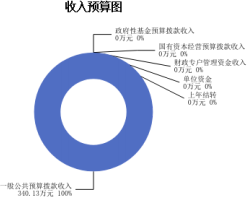 收入预算图
政府性基金预算拨款收入
0万元 0%
国有资本经营预算拨款收入
0万元 0%
财政专户管理资金收入
0万元 0%
单位资金
0万元 0%
上年结转
0万元 0%
一般公共预算拨款收入
340.13万元 100%